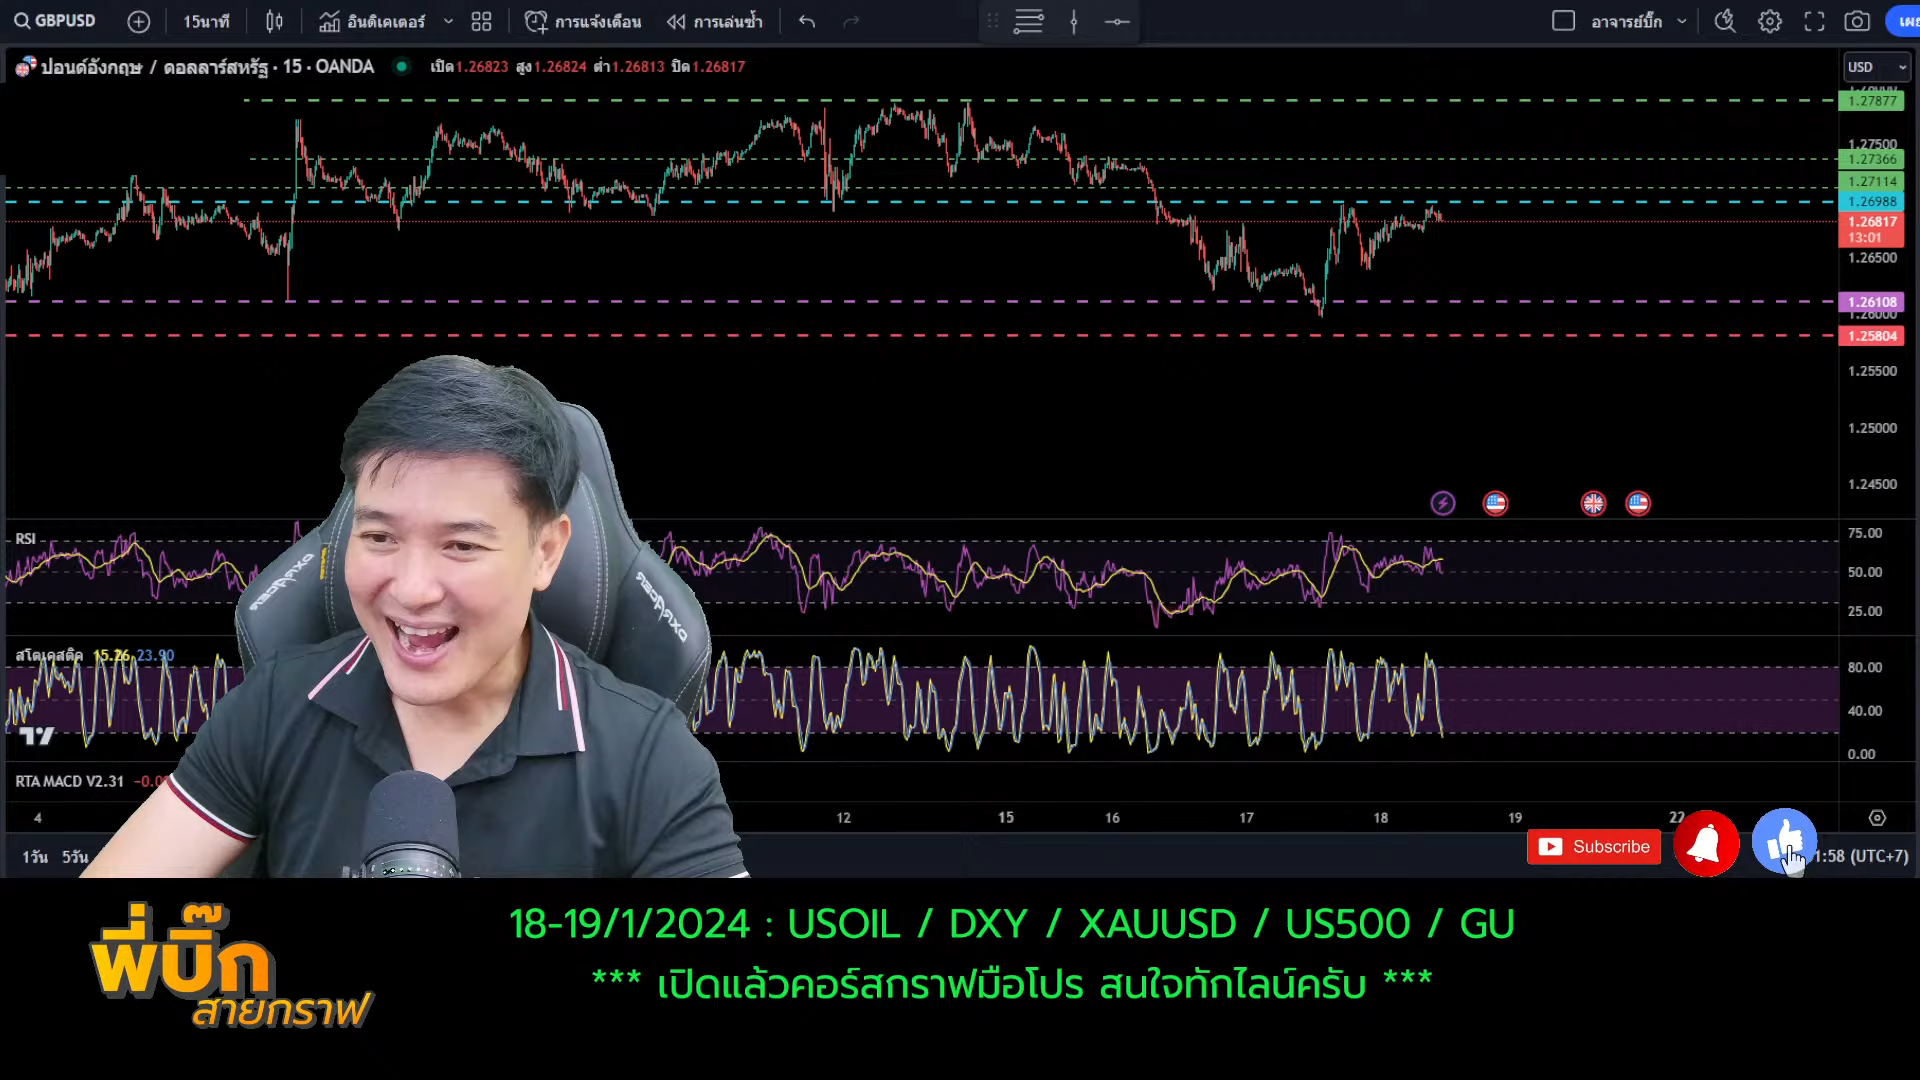 GBPUSD 15นาที อินดิเคเตอร์ การแจ้งเตือน การเล่นซ้ำ อาจารย์บิ๊ก
ปอนด์อังกฤษ / ดอลลาร์สหรัฐ · 15 · OANDA เปิด1.26823 สูง1.26824 ต่ำ1.26813 ปิด1.26817
USD
1.27877
1.27500
1.27366
1.27114
1.26988
1.26817
13:01
1.26500
1.26108
1.26000
1.25804
1.25500
1.25000
1.24500
RSI
75.00
50.00
25.00
สโตแคสติค 15.26 23.90
80.00
40.00
0.00
RTA MACD V2.31
4 12 15 16 17 18 19 22
1วัน 5วัน
Subscribe
1:58 (UTC+7)
DXRACER
DXRACER
พี่บิ๊ก
สายกราฟ
18-19/1/2024 : USOIL / DXY / XAUUSD / US500 / GU
*** เปิดแล้วคอร์สกราฟมือโปร สนใจทักไลน์ครับ ***